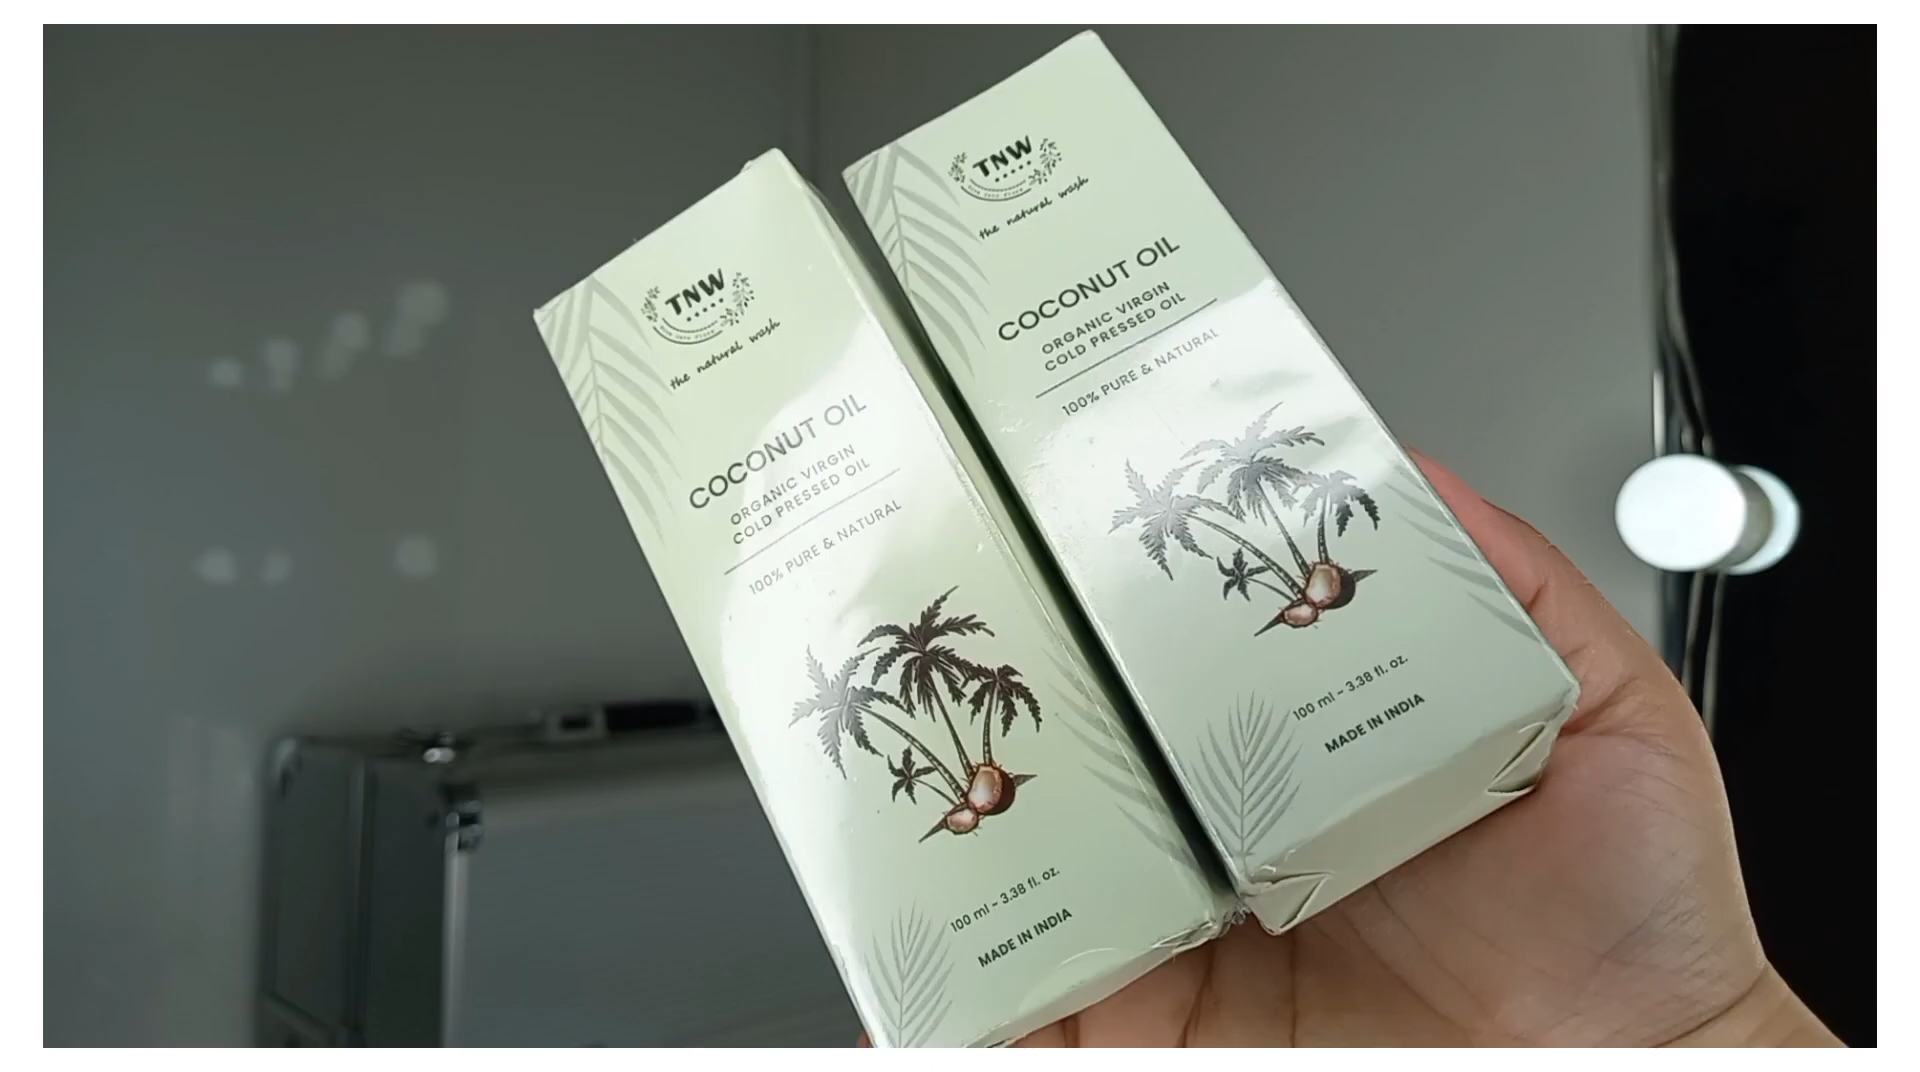 TNW
the natural wash
COCONUT OIL
ORGANIC VIRGIN
COLD PRESSED OIL
100% PURE & NATURAL
100 ml ~ 3.38 fl. oz.
MADE IN INDIA
TNW
the natural wash
COCONUT OIL
ORGANIC VIRGIN
COLD PRESSED OIL
100% PURE & NATURAL
100 ml ~ 3.38 fl. oz.
MADE IN INDIA